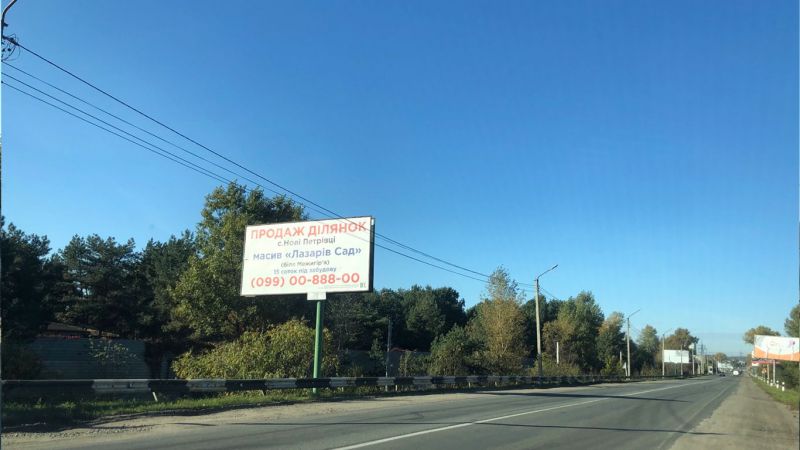 ПРОДАЖ ДІЛЯНОК
с.Нові Петрівці
масив «Лазарів Сад»
(біля Межигір'я)
15 соток під забудову
(099) 00-888-00